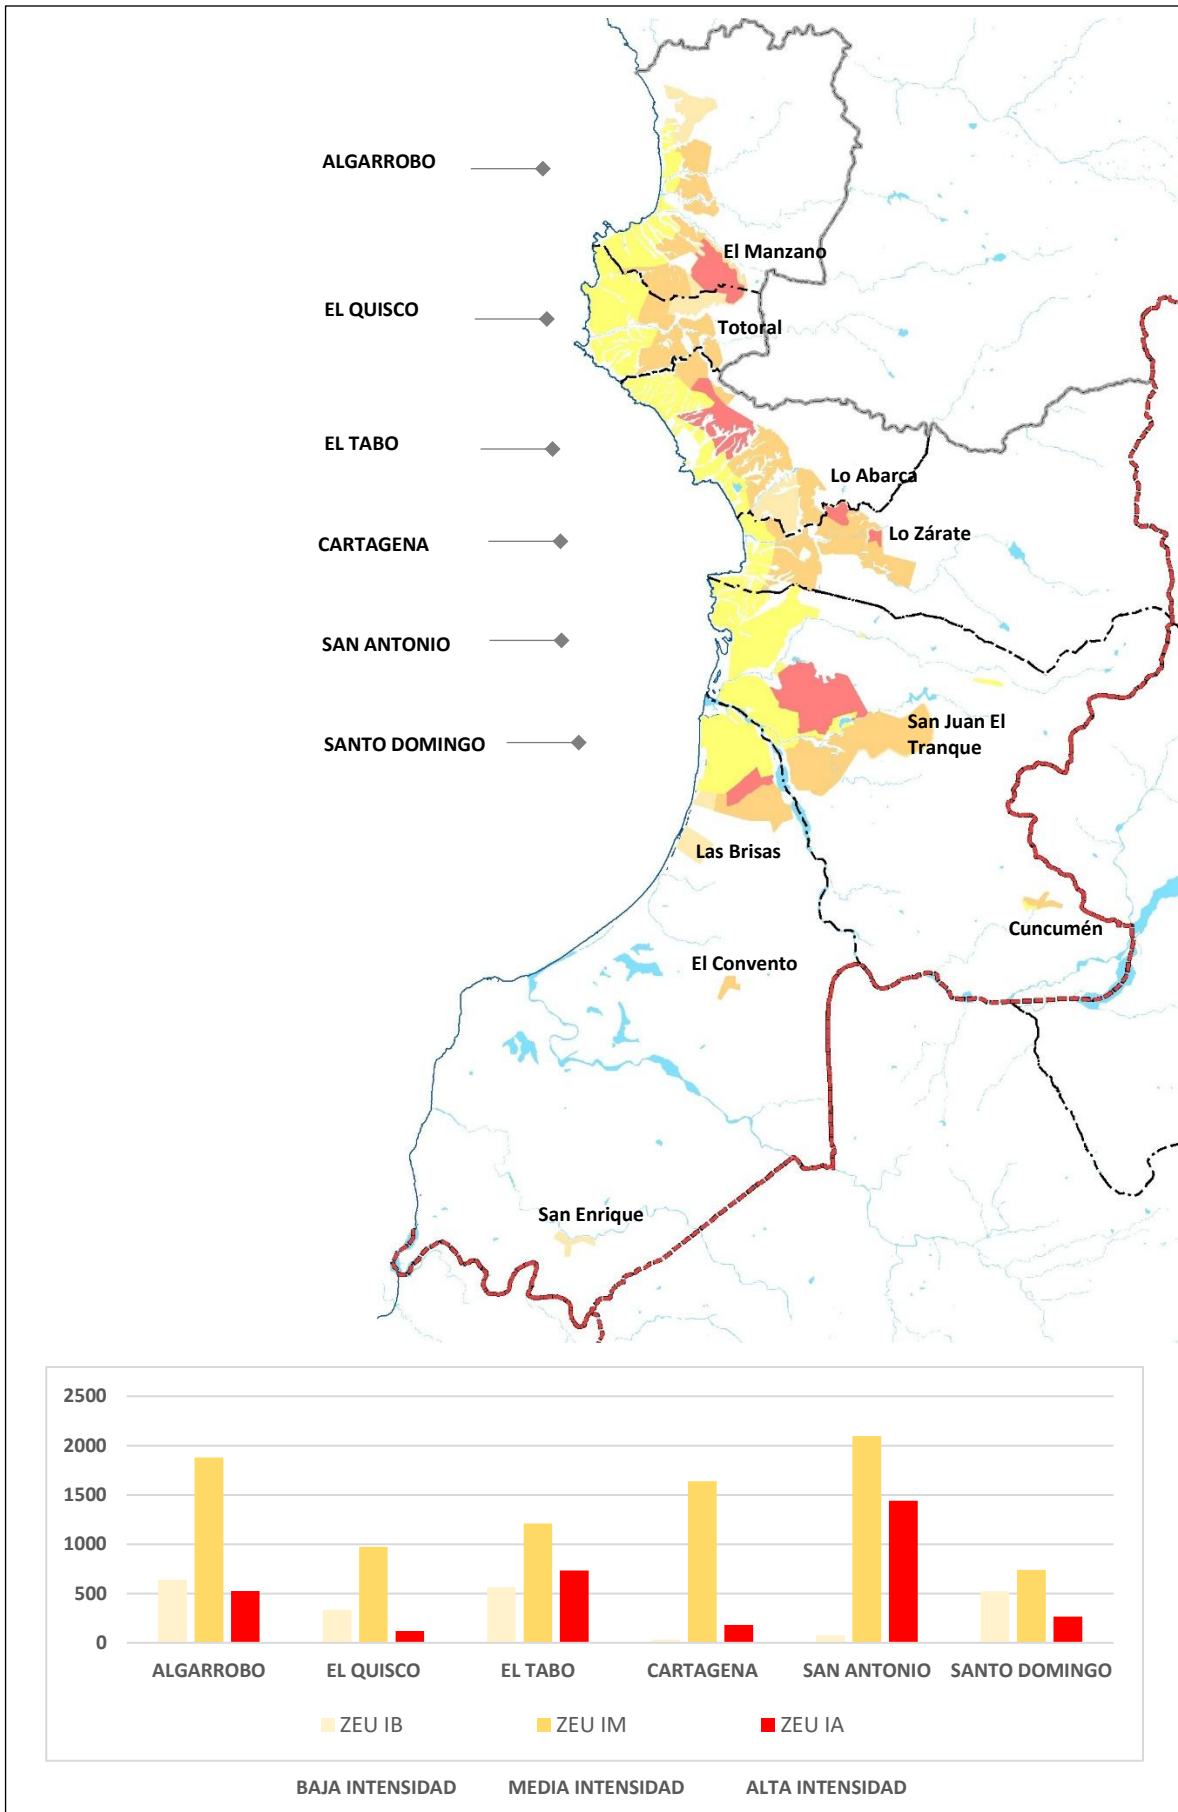 ALGARROBO
El Manzano
EL QUISCO
Totoral
EL TABO
Lo Abarca
Lo Zárate
CARTAGENA
SAN ANTONIO
San Juan El
Tranque
SANTO DOMINGO
Las Brisas
Cuncumén
El Convento
San Enrique
2500
2000
1500
1000
500
0
ALGARROBO EL QUISCO EL TABO CARTAGENA SAN ANTONIO SANTO DOMINGO
ZEU IB ZEU IM ZEU IA
BAJA INTENSIDAD MEDIA INTENSIDAD ALTA INTENSIDAD